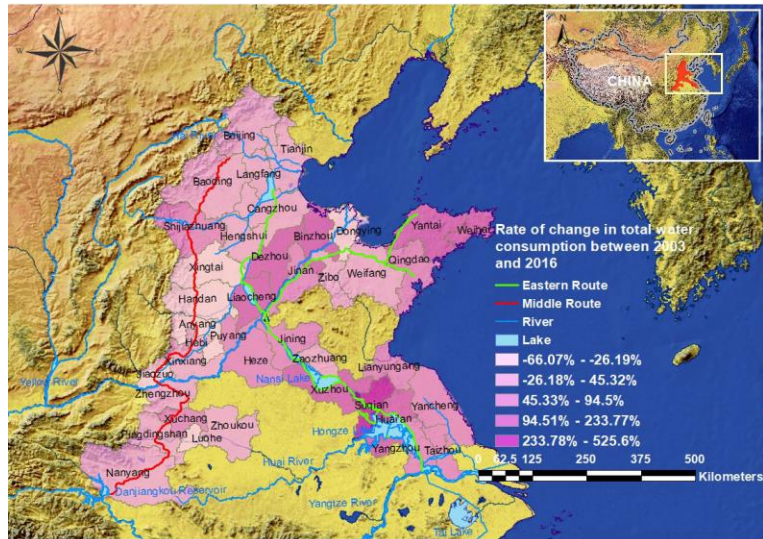 N
W E
S
N
CHINA
Beijing
Tianjin
Langfang
Baoding
Cangzhou
Shijiazhuang
Hengshui
Dongying
Binzhou
Yantai
Weihai
Dezhou
Xingtai
Jinan
Zibo
Weifang
Qingdao
Liaocheng
Handan
Anyang
Hebi
Puyang
Xinxiang
Jining
Heze
Znozhuang
Lianyungang
Yellow River
Jiaozuo
Zhengzhou
Nansi Lake
Xuzhou
Suqian
Yancheng
Xuchang
Huai'an
Pingdingshan
Zhoukou
Luohe
Hongze
Yangzhou
Taizhou
Nanyang
Huai River
Danjiangkou Reservoir
Yangtze River
Tai Lake
Rate of change in total water
consumption between 2003
and 2016
Eastern Route
Middle Route
River
Lake
-66.07% - -26.19%
-26.18% - 45.32%
45.33% - 94.5%
94.51% - 233.77%
233.78% - 525.6%
0 62.5 125 250 375 500
Kilometers